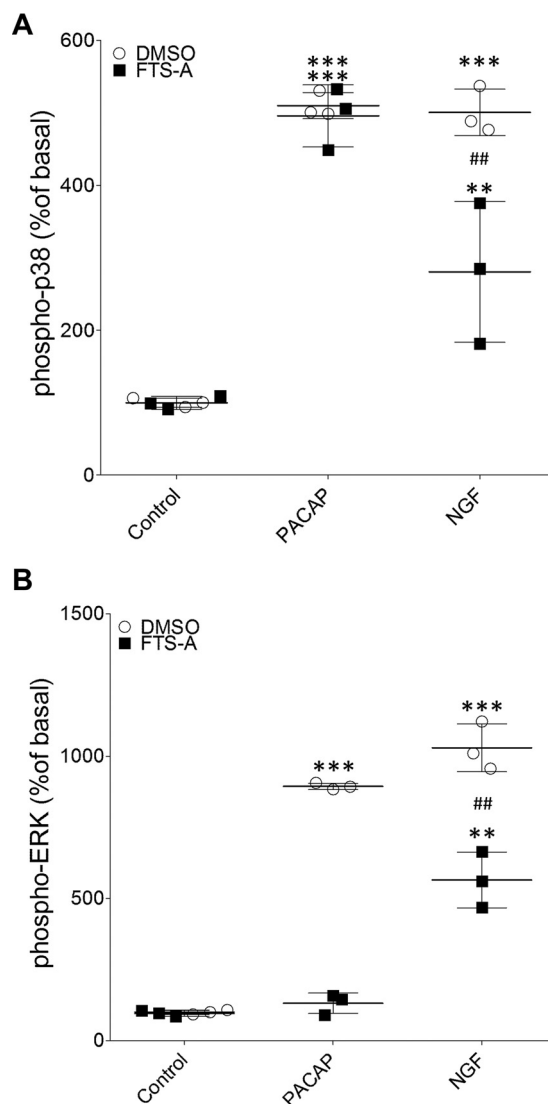 A
phospho-p38 (%of basal)
600
400
200
0
DMSO
FTS-A
***
***
***
##
**
Control
PACAP
NGF
B
phospho-ERK (%of basal)
1500
1000
500
0
DMSO
FTS-A
***
***
##
**
Control
PACAP
NGF